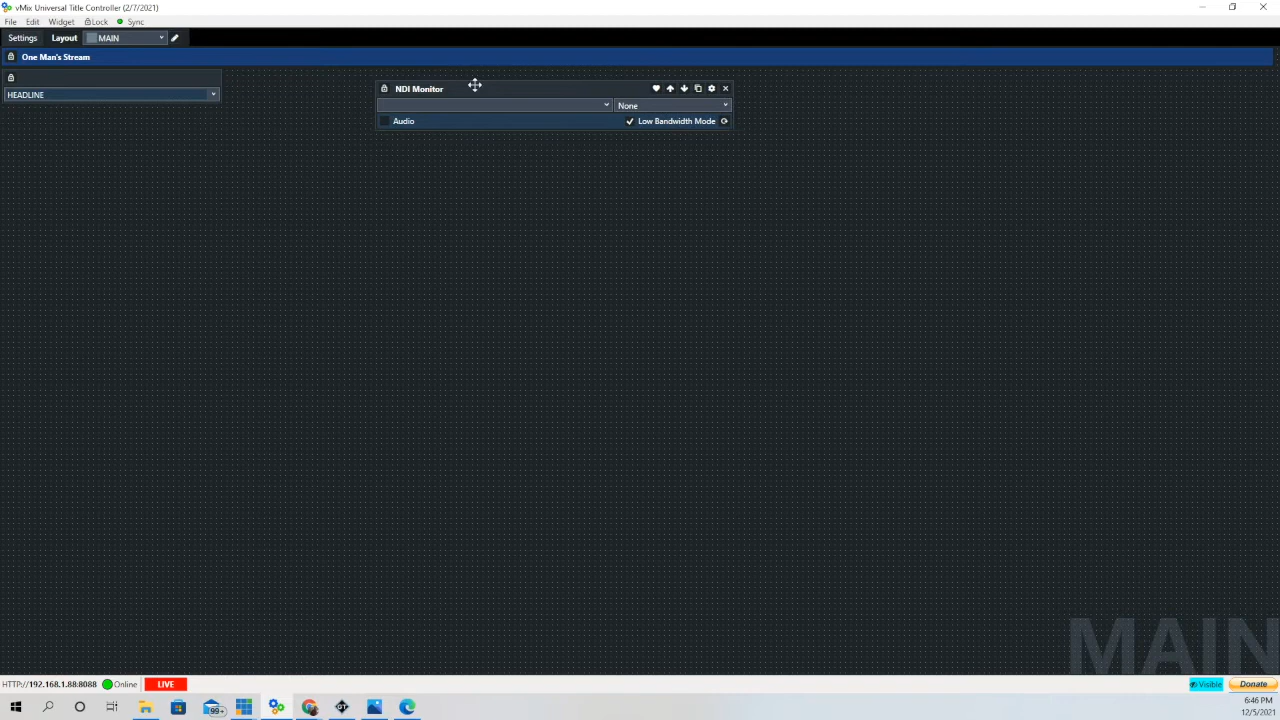 vMix Universal Title Controller (2/7/2021)
File Edit Widget Lock Sync
Settings Layout MAIN
One Man's Stream
HEADLINE
NDI Monitor
None
Audio Low Bandwidth Mode
MAIN
HTTP://192.168.1.88:8088 Online LIVE Visible Donate
99+
GT
6:46 PM
12/5/2021